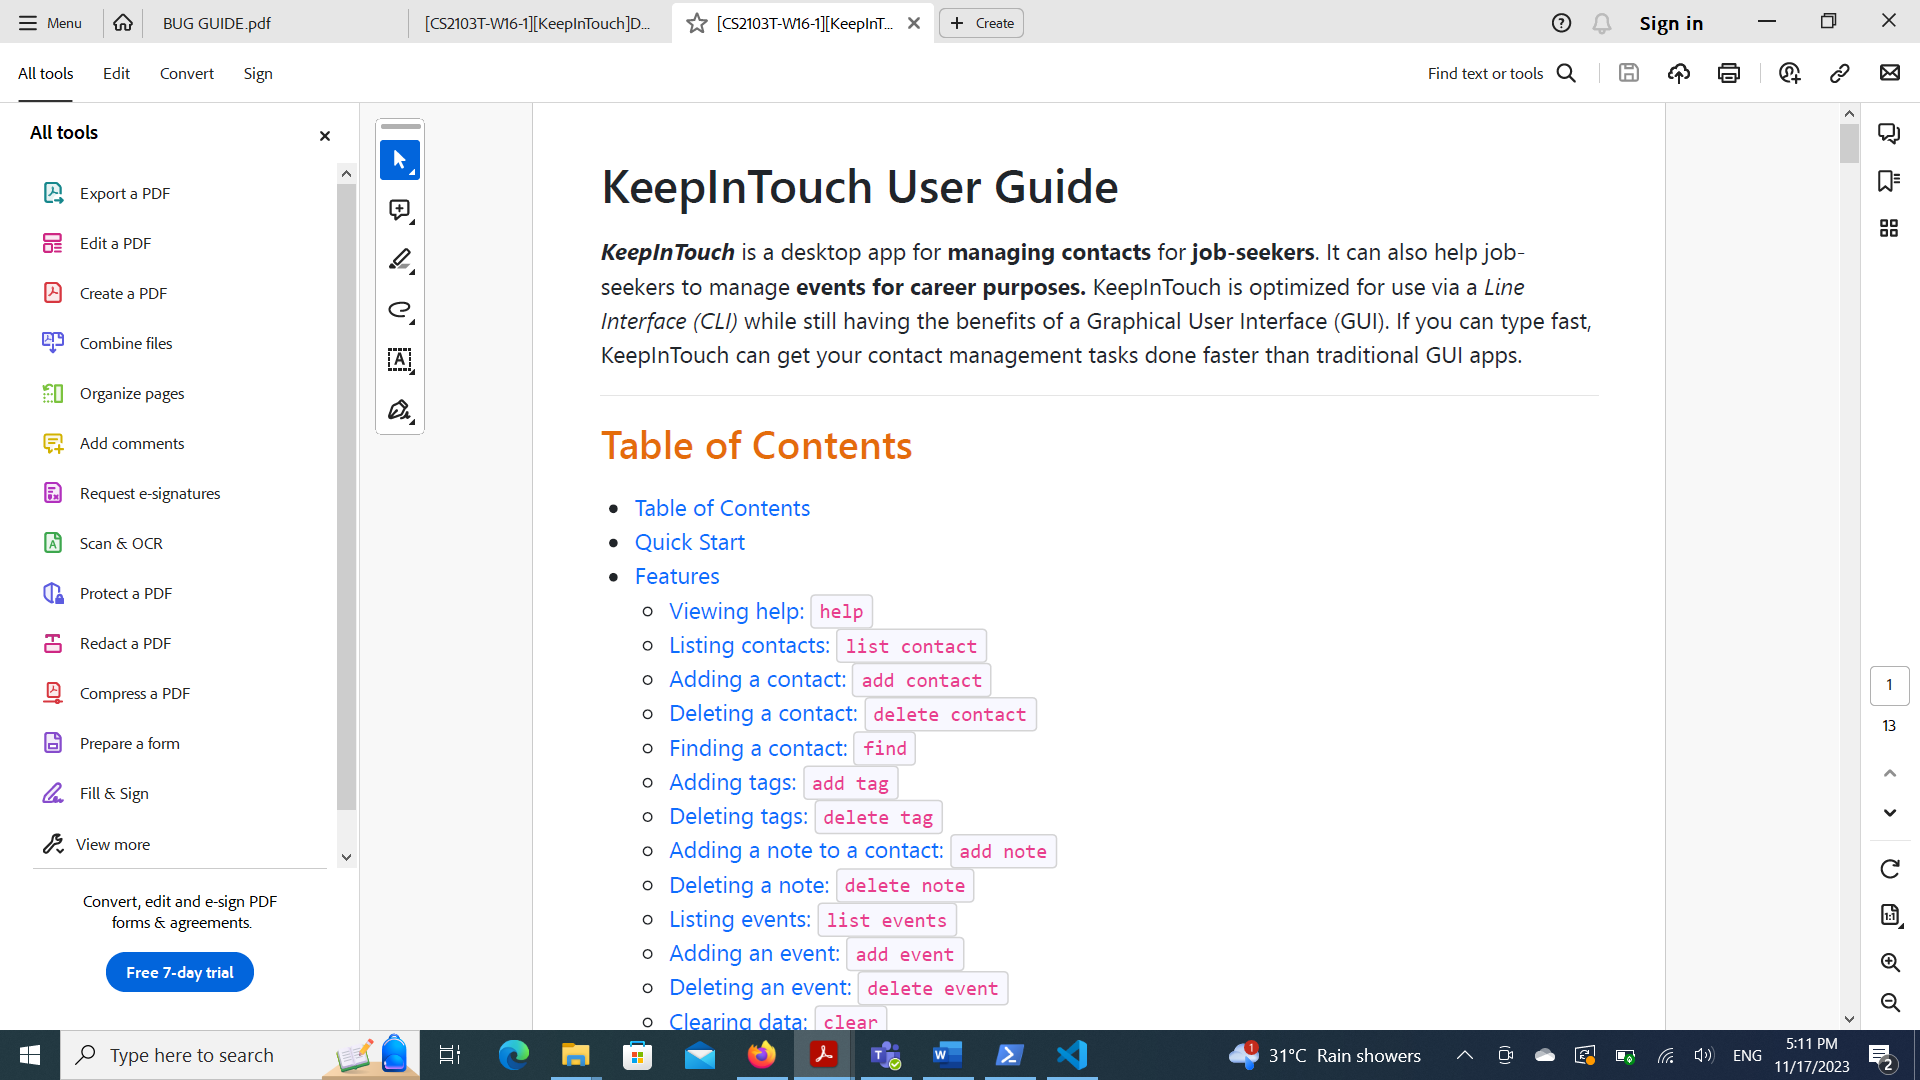 Menu
BUG GUIDE.pdf
[CS2103T-W16-1][KeepInTouch]D...
[CS2103T-W16-1][KeepInT...
Create
Sign in
All tools
Edit
Convert
Sign
Find text or tools
All tools
Export a PDF
Edit a PDF
Create a PDF
Combine files
Organize pages
Add comments
Request e-signatures
Scan & OCR
Protect a PDF
Redact a PDF
Compress a PDF
Prepare a form
Fill & Sign
View more
Convert, edit and e-sign PDF
forms & agreements.
Free 7-day trial
KeepInTouch User Guide
KeepInTouch is a desktop app for managing contacts for job-seekers. It can also help job-
seekers to manage events for career purposes. KeepInTouch is optimized for use via a Line
Interface (CLI) while still having the benefits of a Graphical User Interface (GUI). If you can type fast,
KeepInTouch can get your contact management tasks done faster than traditional GUI apps.
Table of Contents
Table of Contents
Quick Start
Features
Viewing help: help
Listing contacts: list contact
Adding a contact: add contact
Deleting a contact: delete contact
Finding a contact: find
Adding tags: add tag
Deleting tags: delete tag
Adding a note to a contact: add note
Deleting a note: delete note
Listing events: list events
Adding an event: add event
Deleting an event: delete event
Clearing data: clear
1
13
1:1
Type here to search
1
31°C Rain showers
ENG
5:11 PM
11/17/2023
2